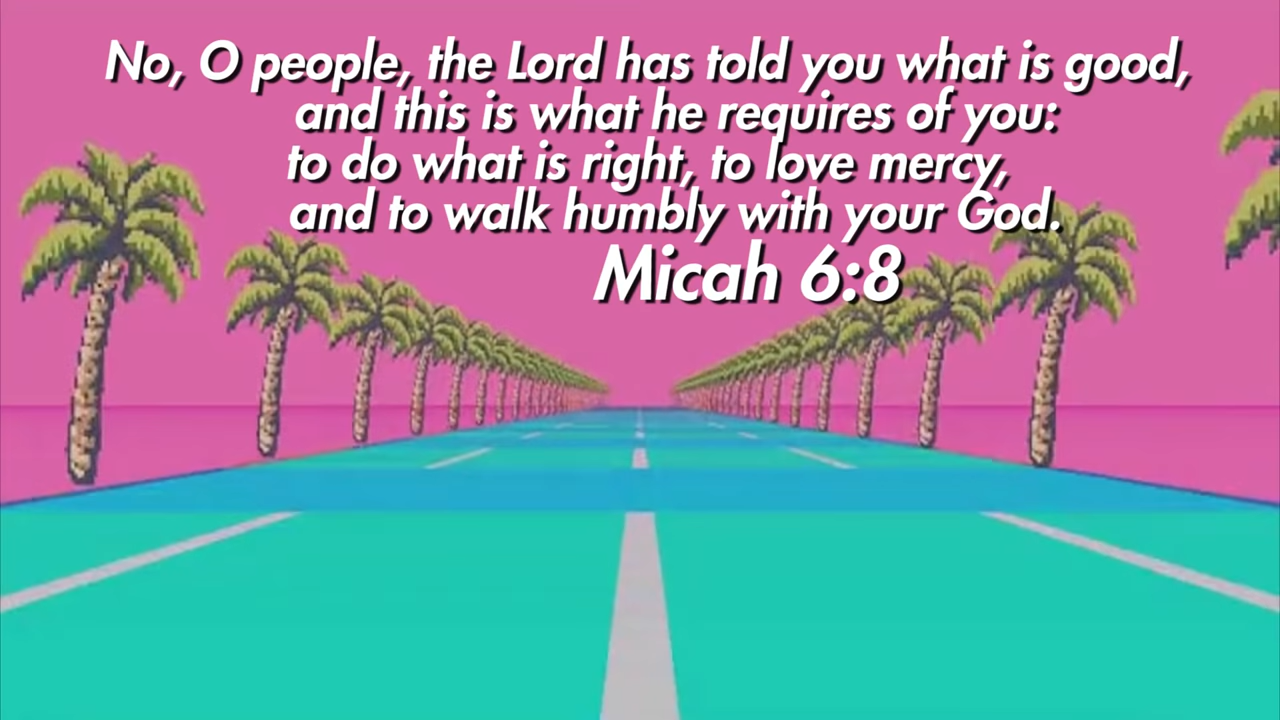 No, O people, the Lord has told you what is good,
and this is what he requires of you:
to do what is right, to love mercy,
and to walk humbly with your God.
Micah 6:8